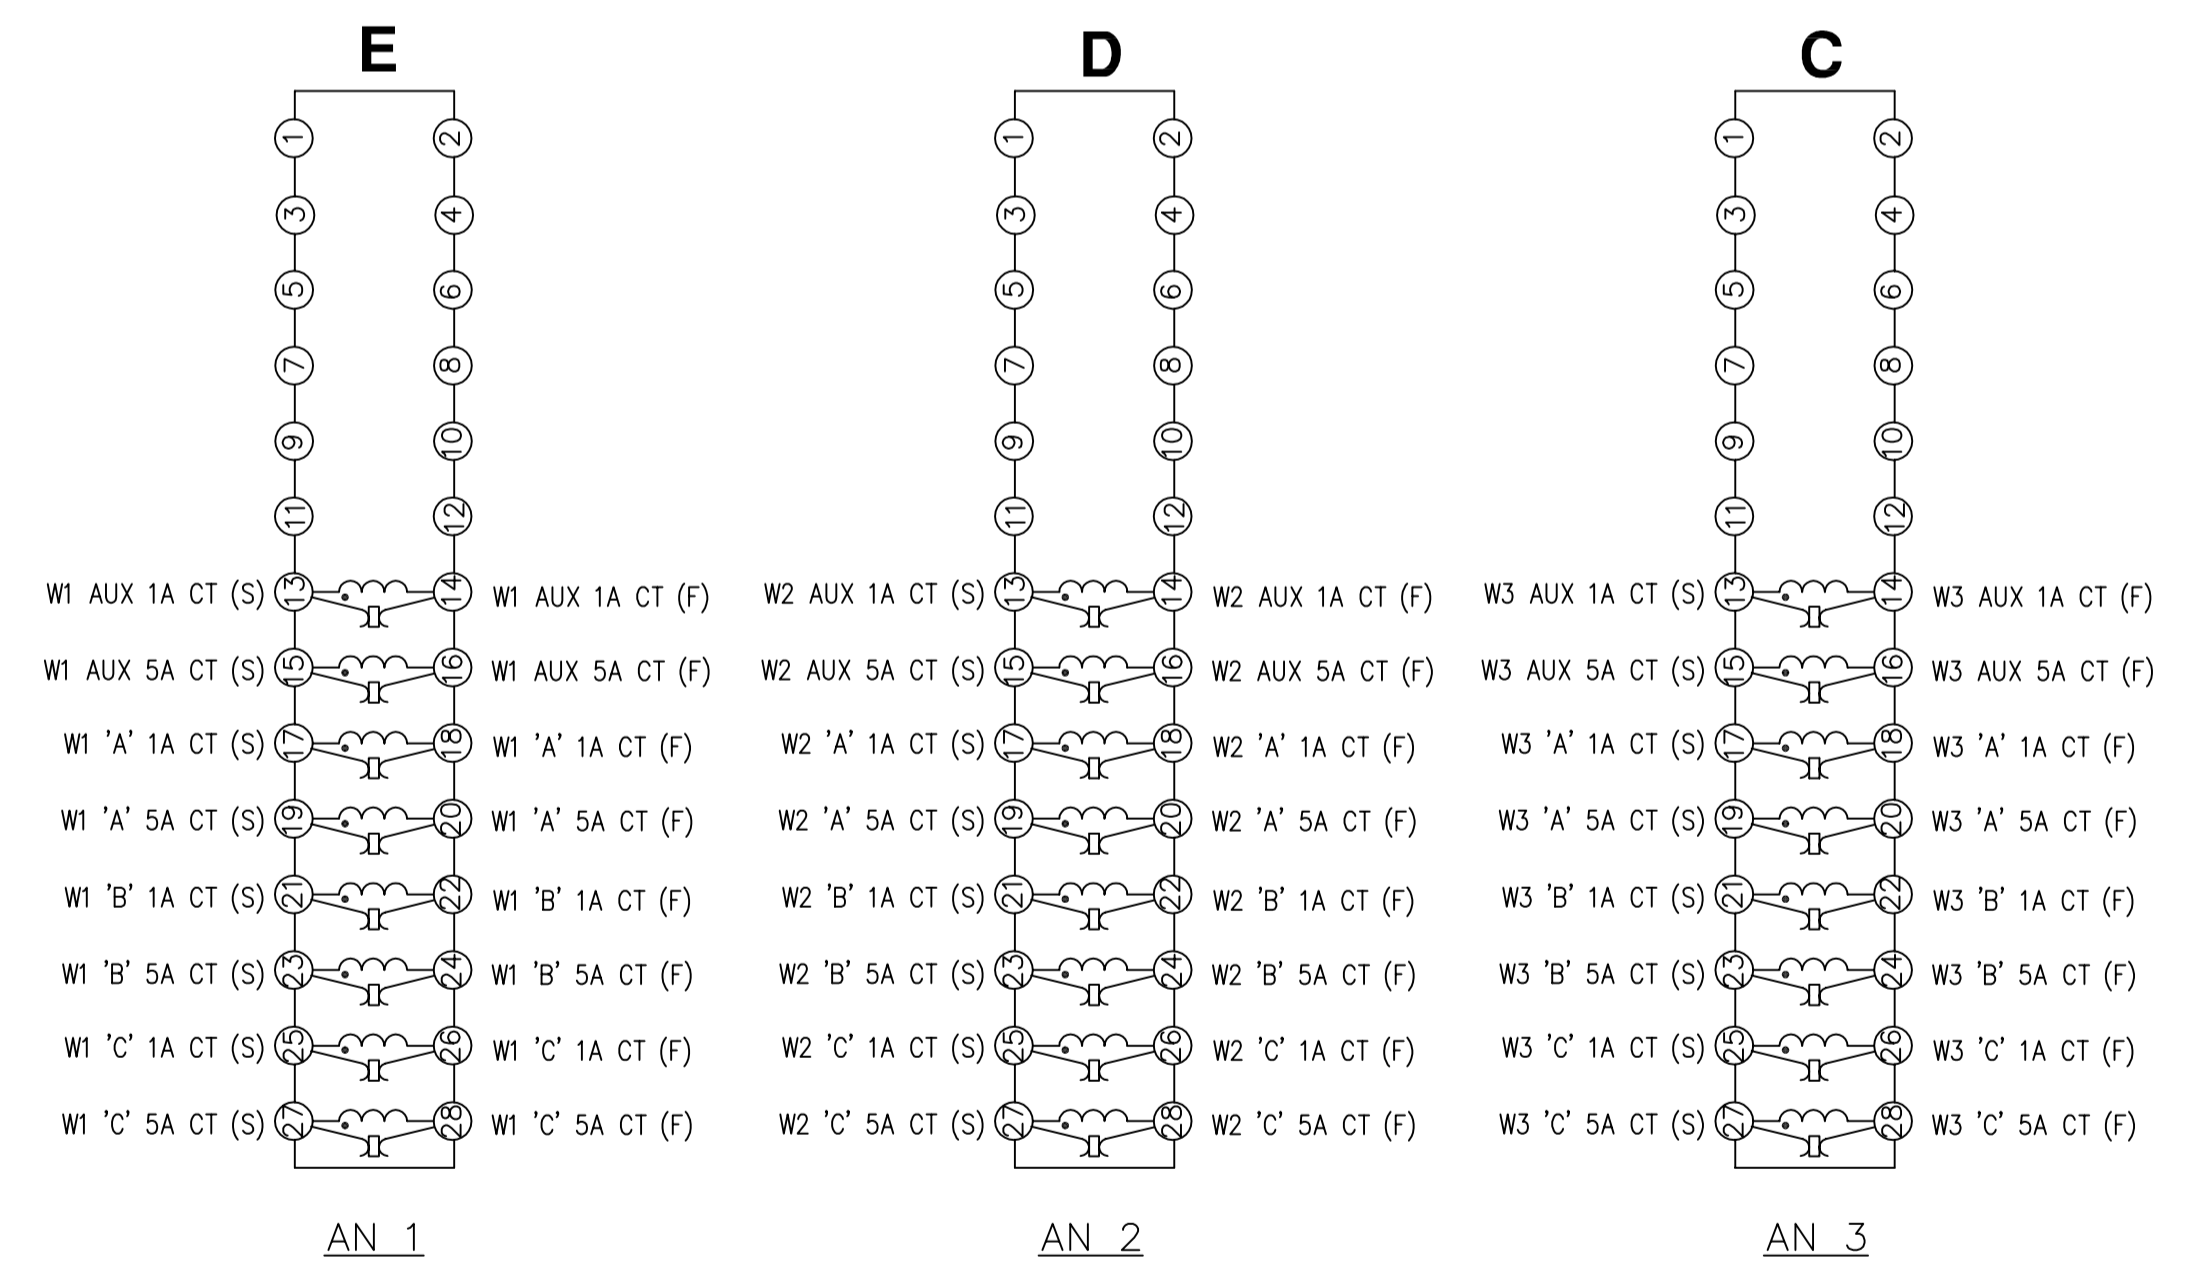 E D C
1 2 1 2 1 2
3 4 3 4 3 4
5 6 5 6 5 6
7 8 7 8 7 8
9 10 9 10 9 10
11 12 11 12 11 12
W1 AUX 1A CT (S) 13 14 W1 AUX 1A CT (F) W2 AUX 1A CT (S) 13 14 W2 AUX 1A CT (F) W3 AUX 1A CT (S) 13 14 W3 AUX 1A CT (F)
W1 AUX 5A CT (S) 15 16 W1 AUX 5A CT (F) W2 AUX 5A CT (S) 15 16 W2 AUX 5A CT (F) W3 AUX 5A CT (S) 15 16 W3 AUX 5A CT (F)
W1 'A' 1A CT (S) 17 18 W1 'A' 1A CT (F) W2 'A' 1A CT (S) 17 18 W2 'A' 1A CT (F) W3 'A' 1A CT (S) 17 18 W3 'A' 1A CT (F)
W1 'A' 5A CT (S) 19 20 W1 'A' 5A CT (F) W2 'A' 5A CT (S) 19 20 W2 'A' 5A CT (F) W3 'A' 5A CT (S) 19 20 W3 'A' 5A CT (F)
W1 'B' 1A CT (S) 21 22 W1 'B' 1A CT (F) W2 'B' 1A CT (S) 21 22 W2 'B' 1A CT (F) W3 'B' 1A CT (S) 21 22 W3 'B' 1A CT (F)
W1 'B' 5A CT (S) 23 24 W1 'B' 5A CT (F) W2 'B' 5A CT (S) 23 24 W2 'B' 5A CT (F) W3 'B' 5A CT (S) 23 24 W3 'B' 5A CT (F)
W1 'C' 1A CT (S) 25 26 W1 'C' 1A CT (F) W2 'C' 1A CT (S) 25 26 W2 'C' 1A CT (F) W3 'C' 1A CT (S) 25 26 W3 'C' 1A CT (F)
W1 'C' 5A CT (S) 27 28 W1 'C' 5A CT (F) W2 'C' 5A CT (S) 27 28 W2 'C' 5A CT (F) W3 'C' 5A CT (S) 27 28 W3 'C' 5A CT (F)
AN 1 AN 2 AN 3